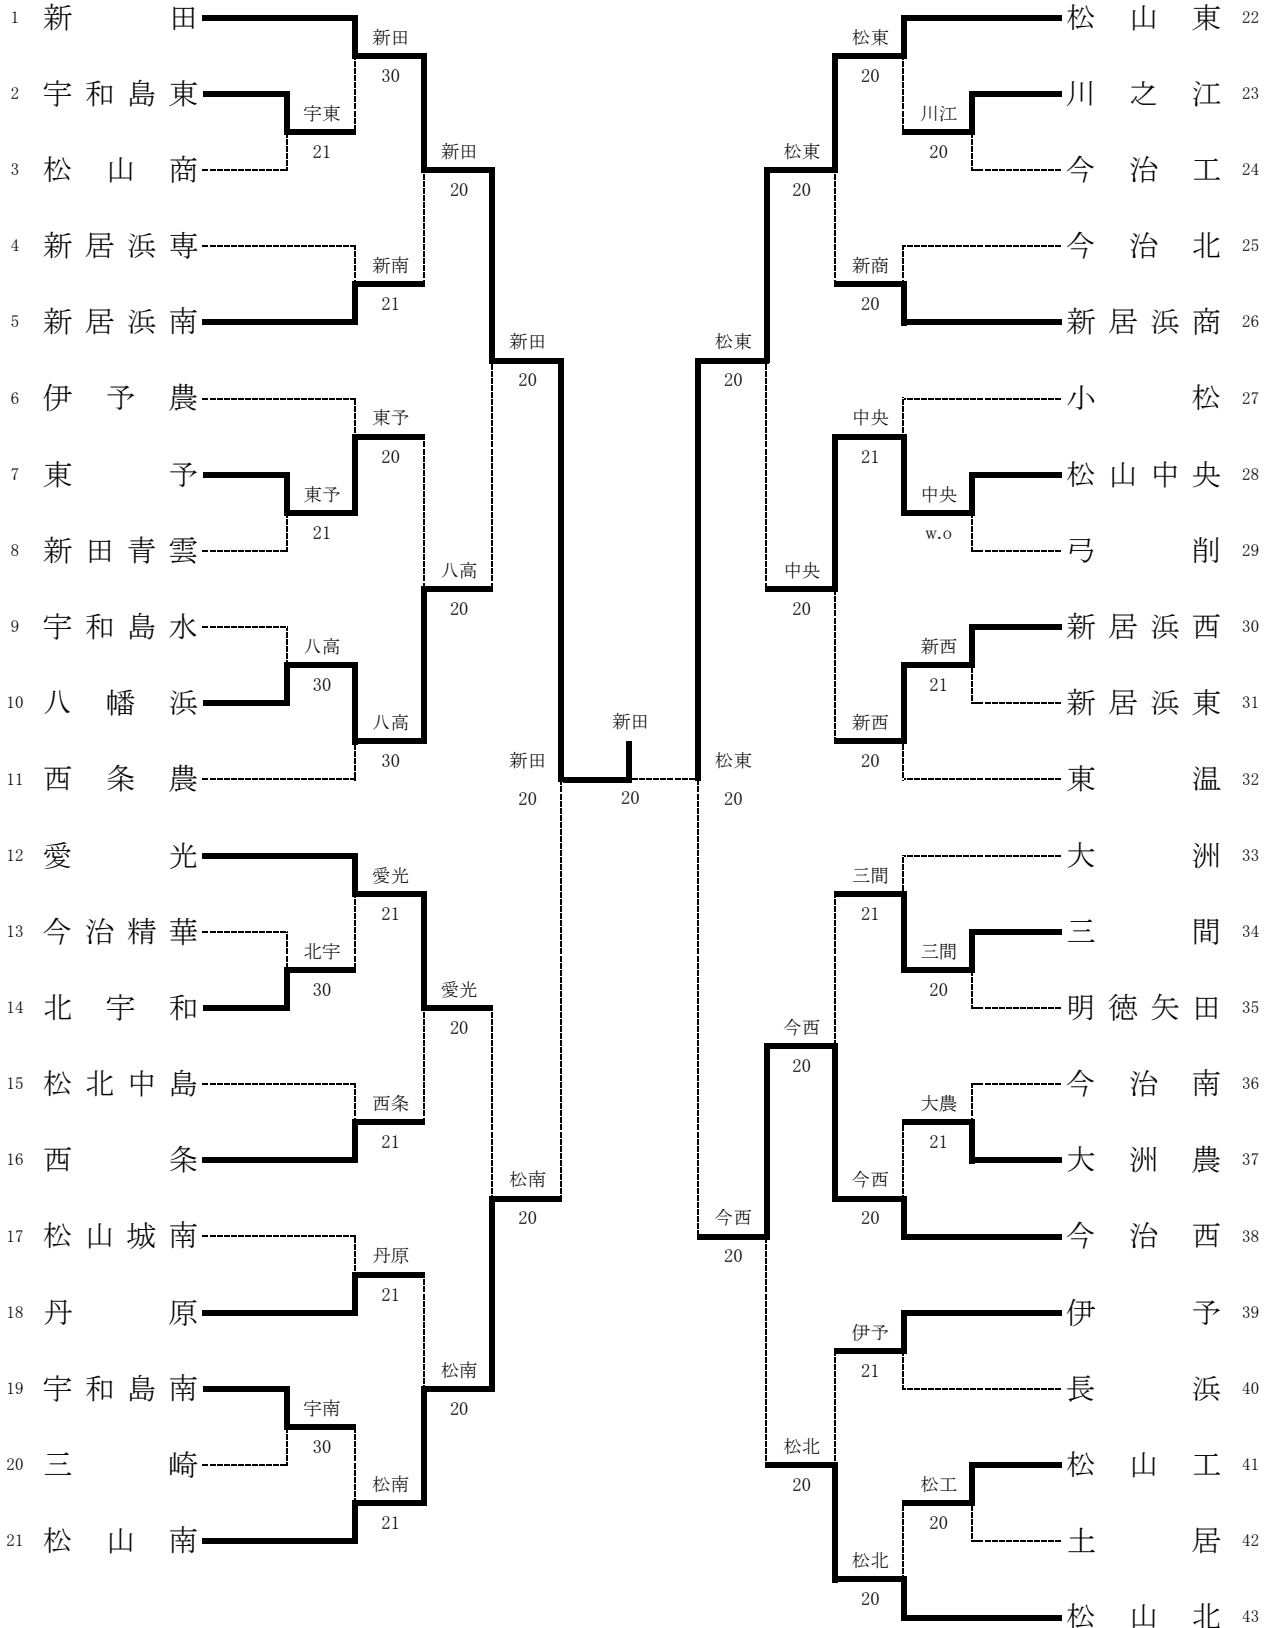 1 新田
2 宇和島東
3 松山商
4 新居浜専
5 新居浜南
6 伊予農
7 東予
8 新田青雲
9 宇和島水
10 八幡浜
11 西条農
12 愛光
13 今治精華
14 北宇和
15 松北中島
16 西条
17 松山城南
18 丹原
19 宇和島南
20 三崎
21 松山南
宇東
21
東予
21
八高
30
北宇
30
宇南
30
新田
30
新南
21
東予
20
八高
30
愛光
21
西条
21
丹原
21
松南
21
新田
20
八高
20
愛光
20
松南
20
新田
20
松南
20
新田
20
新田
20
松東
20
松東
20
今西
20
松東
20
中央
20
今西
20
松北
20
松東
20
新商
20
中央
21
新西
20
三間
21
今西
20
伊予
21
松北
20
川江
20
中央
w.o
新西
21
三間
20
大農
21
松工
20
松山東 22
川之江 23
今治工 24
今治北 25
新居浜商 26
小松 27
松山中央 28
弓削 29
新居浜西 30
新居浜東 31
東温 32
大洲 33
三間 34
明徳矢田 35
今治南 36
大洲農 37
今治西 38
伊予 39
長浜 40
松山工 41
土居 42
松山北 43